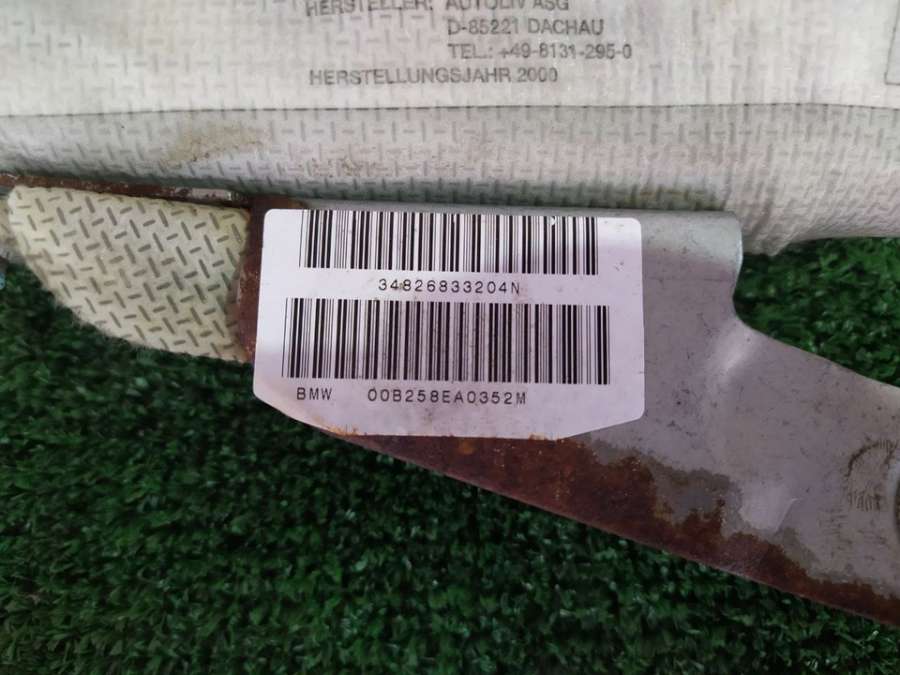 HERSTELLER: AUTOLIV ASG
D-85221 DACHAU
TEL.: +49-8131-295-0
HERSTELLUNGSJAHR 2000
34826833204N
BMW 00B258EA0352M